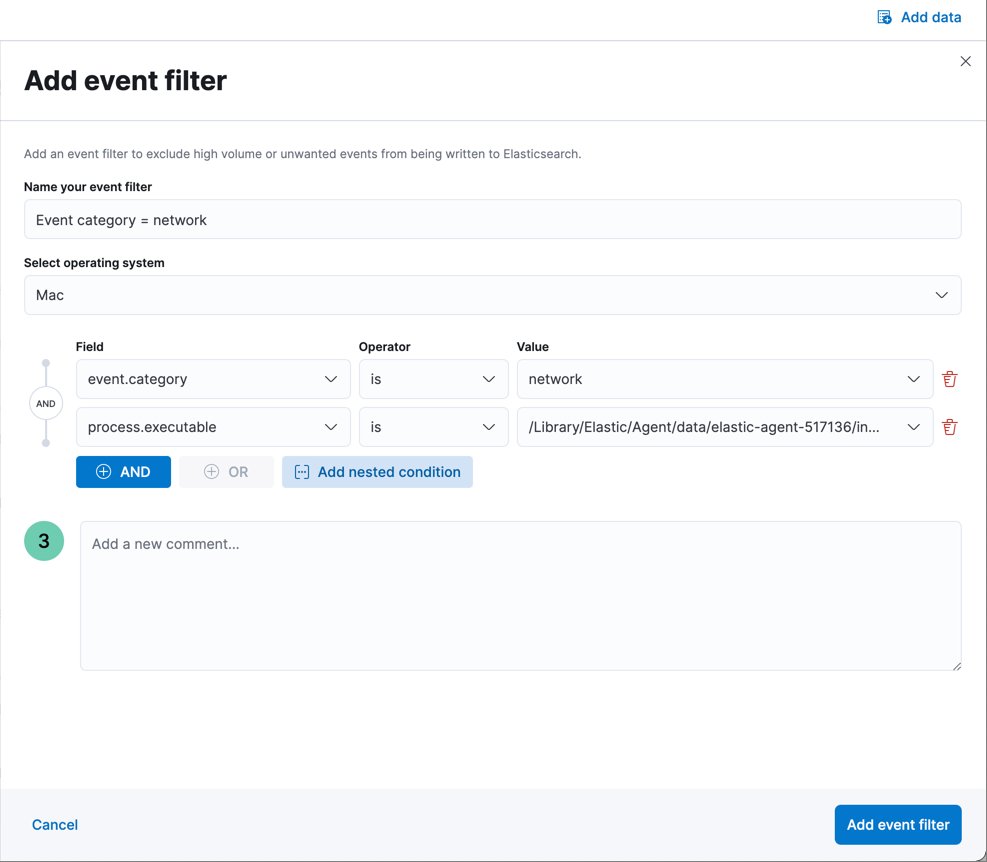 Add data
Add event filter
Add an event filter to exclude high volume or unwanted events from being written to Elasticsearch.
Name your event filter
Event category = network
Select operating system
Mac
Field Operator Value
event.category is network
AND
process.executable is /Library/Elastic/Agent/data/elastic-agent-517136/in...
AND OR Add nested condition
3 Add a new comment...
Cancel Add event filter